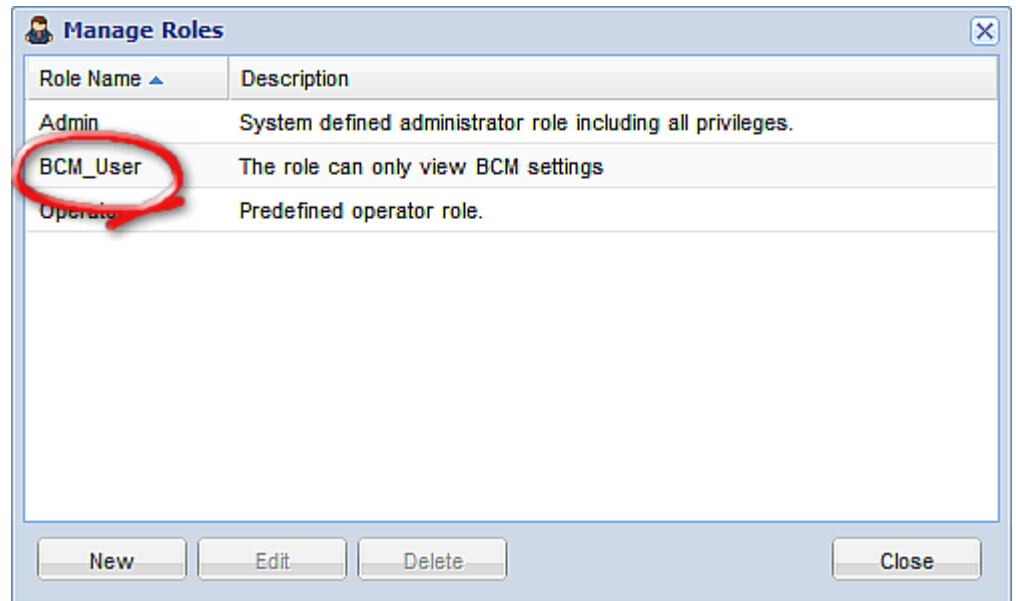 Manage Roles
Role Name Description
Admin System defined administrator role including all privileges.
BCM_User The role can only view BCM settings
Operator Predefined operator role.
New Edit Delete Close